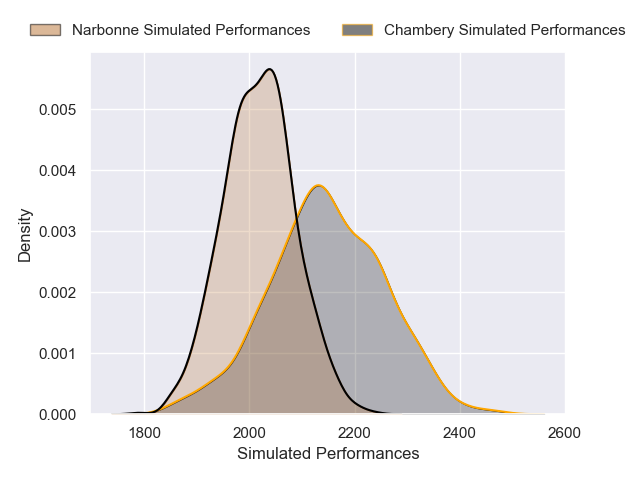 Narbonne Simulated Performances
Chambery Simulated Performances
0.005
0.004
0.003
0.002
0.001
0.000
Density
1800
2000
2200
2400
2600
Simulated Performances